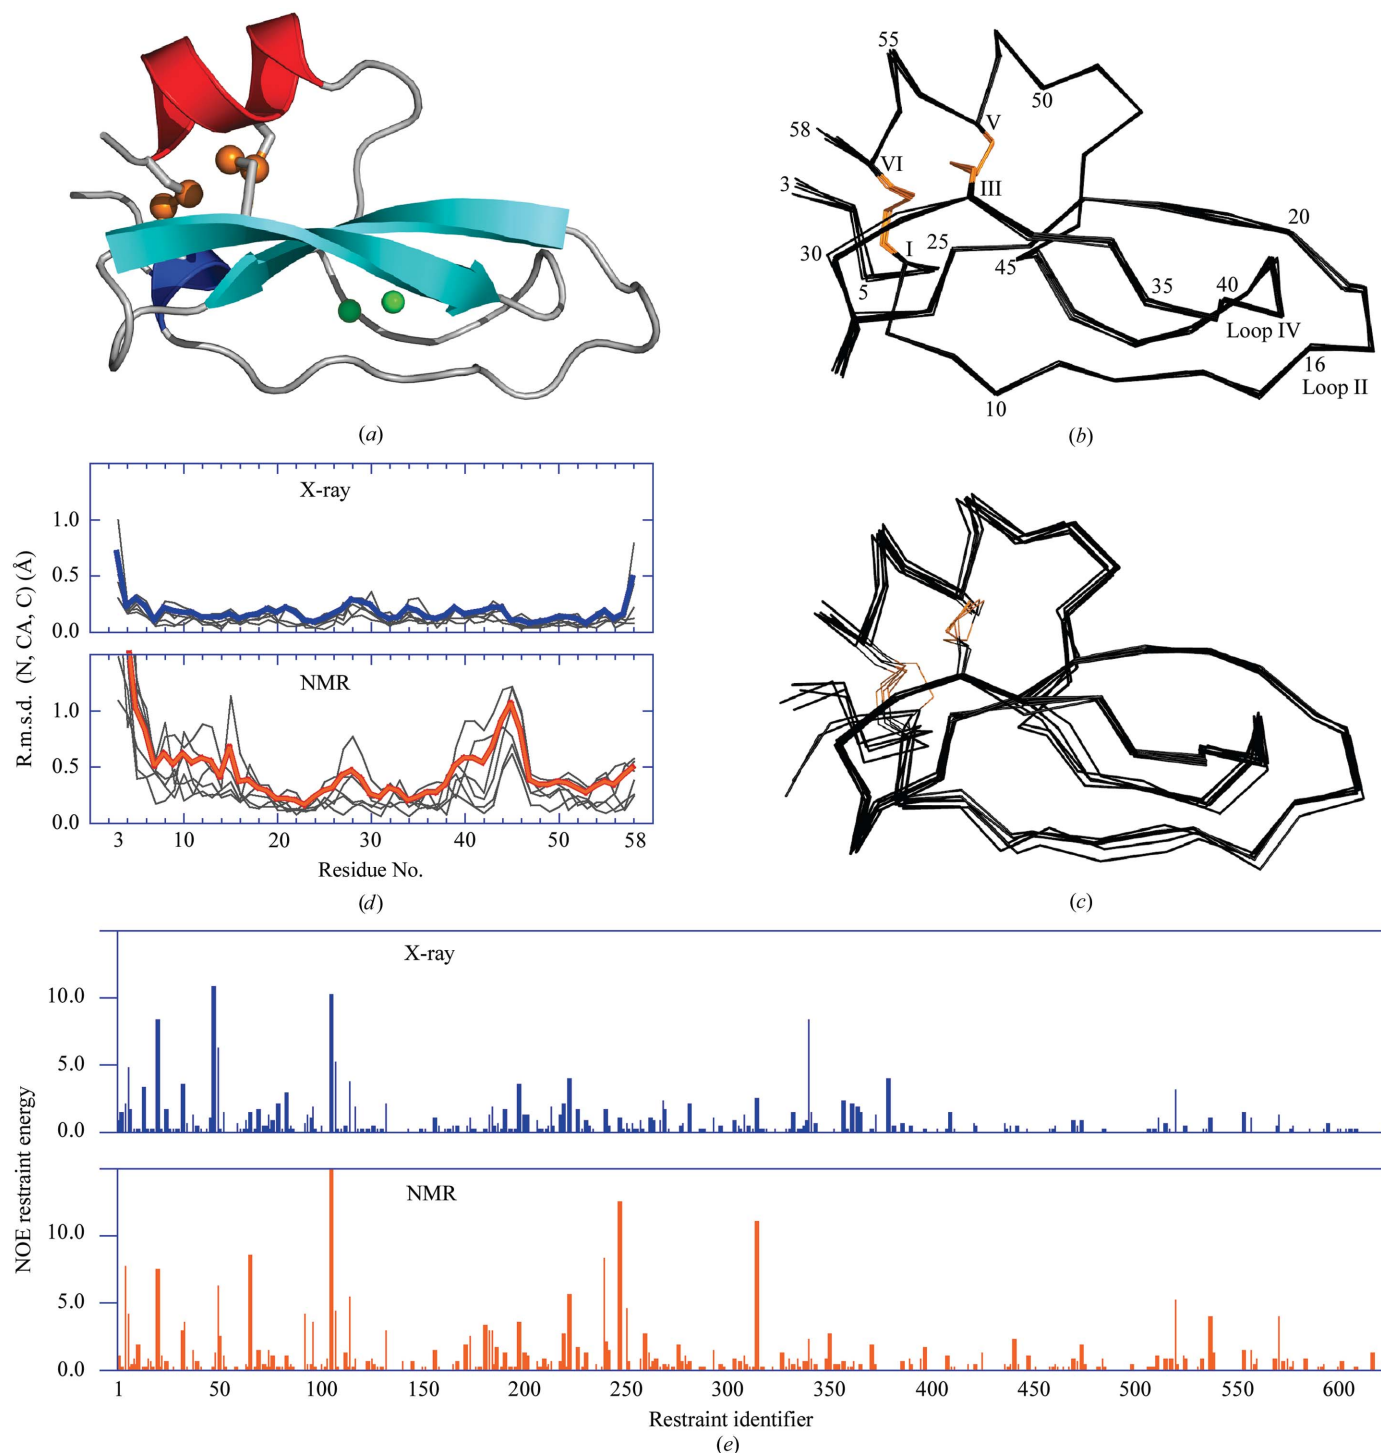 55
50
58
V
VI
3
III
20
30
25
I
45
5
35
40
Loop IV
16
Loop II
10
(a)
(b)
R.m.s.d. (N, CA, C) (Å)
X-ray
1.0
0.5
0.0
NMR
1.0
0.5
0.0
3 10 20 30 40 50 58
Residue No.
(d)
(c)
NOE restraint energy
X-ray
10.0
5.0
0.0
NMR
10.0
5.0
0.0
1 50 100 150 200 250 300 350 400 450 500 550 600
Restraint identifier
(e)